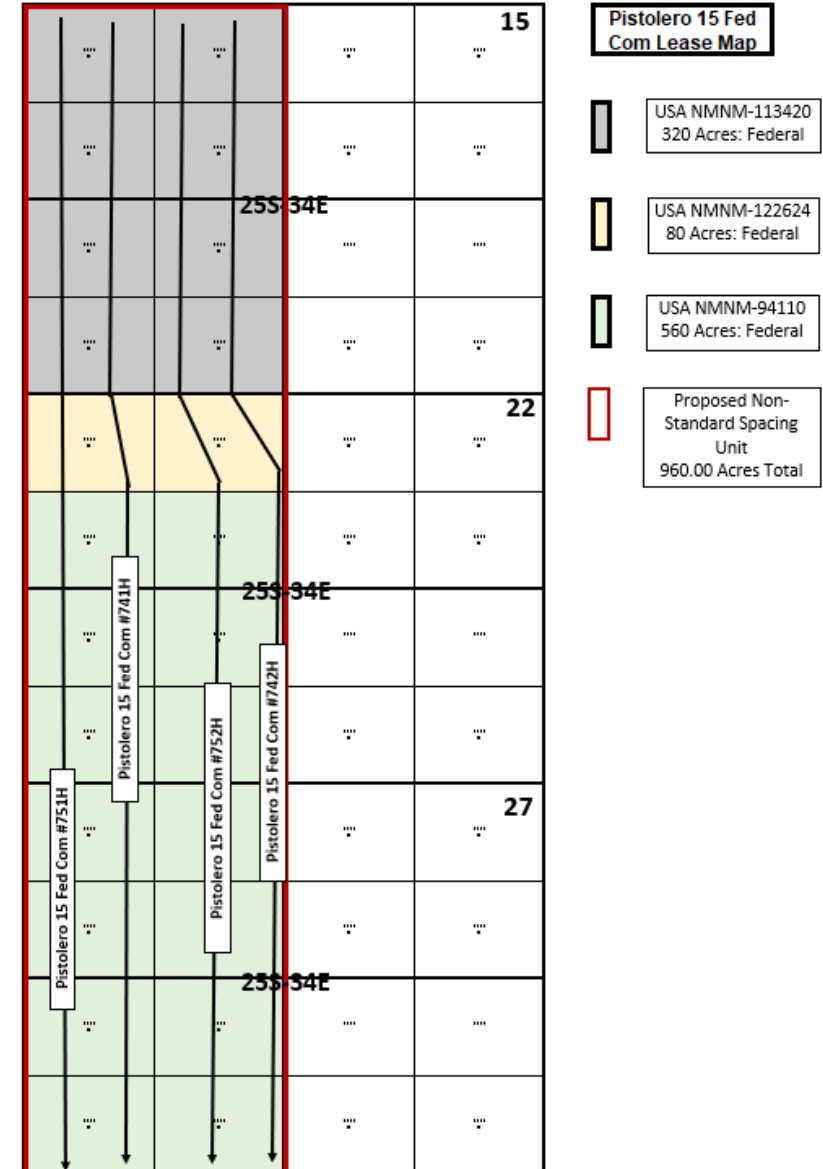 15
25S-34E
22
25S-34E
27
25S-34E
Pistolero 15 Fed Com #751H
Pistolero 15 Fed Com #741H
Pistolero 15 Fed Com #752H
Pistolero 15 Fed Com #742H
Pistolero 15 Fed
Com Lease Map
USA NMNM-113420
320 Acres: Federal
USA NMNM-122624
80 Acres: Federal
USA NMNM-94110
560 Acres: Federal
Proposed Non-
Standard Spacing
Unit
960.00 Acres Total